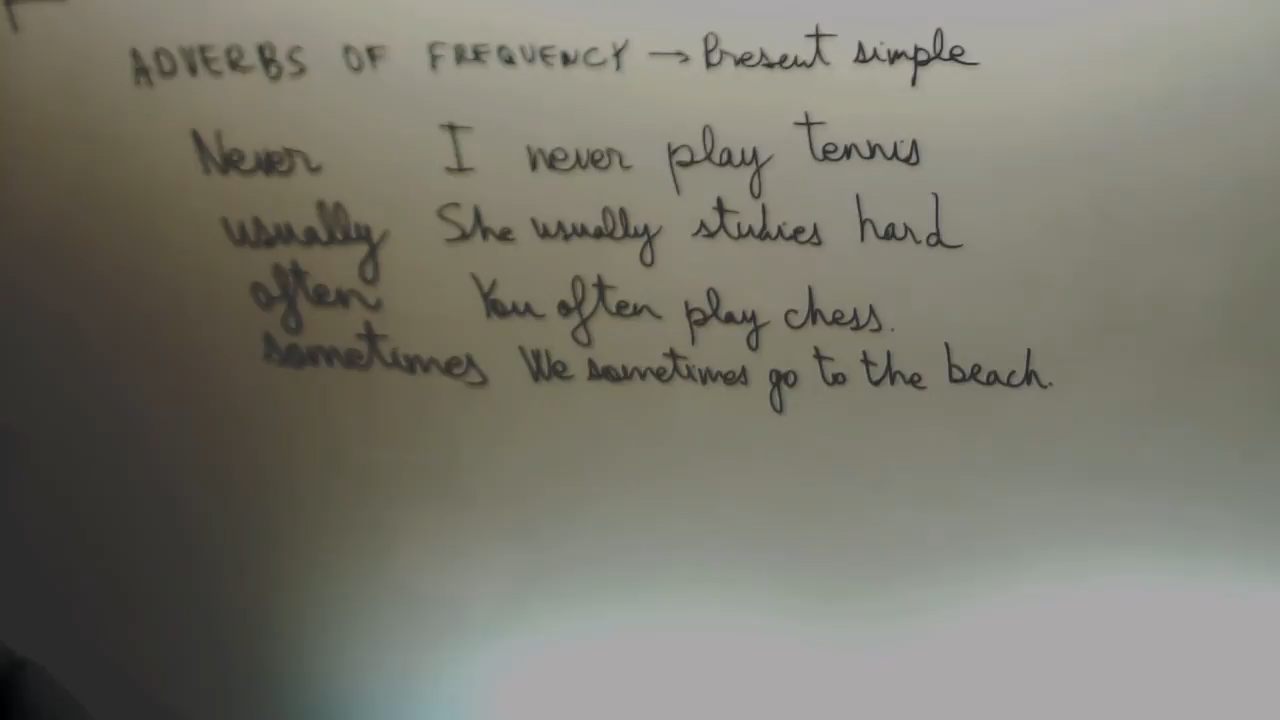 ADVERBS OF FREQUENCY → Present simple
Never I never play tennis
usually She usually studies hard
often You often play chess.
sometimes We sometimes go to the beach.